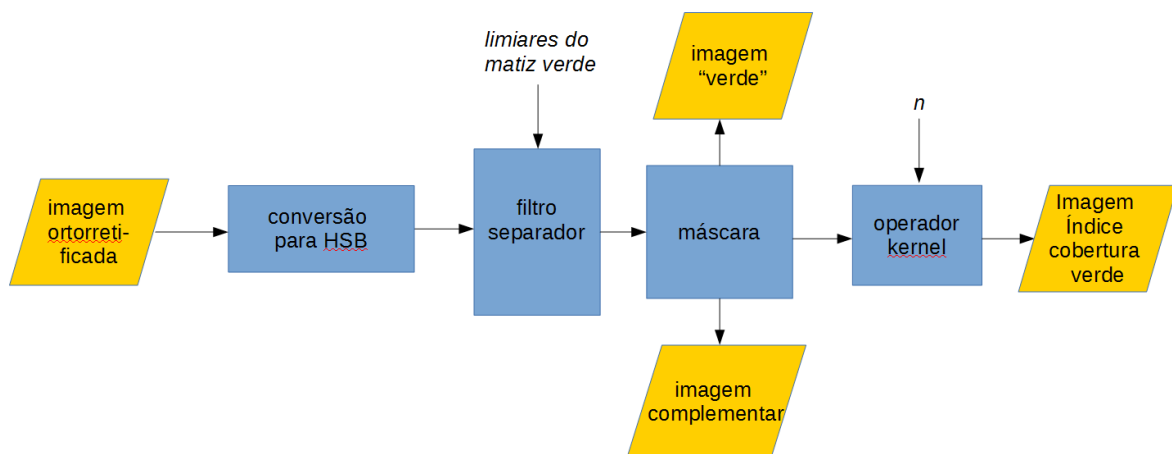 limiares do
matiz verde
imagem
“verde”
n
imagem
ortorreti-
ficada
conversão
para HSB
filtro
separador
máscara
operador
kernel
Imagem
Índice
cobertura
verde
imagem
complementar